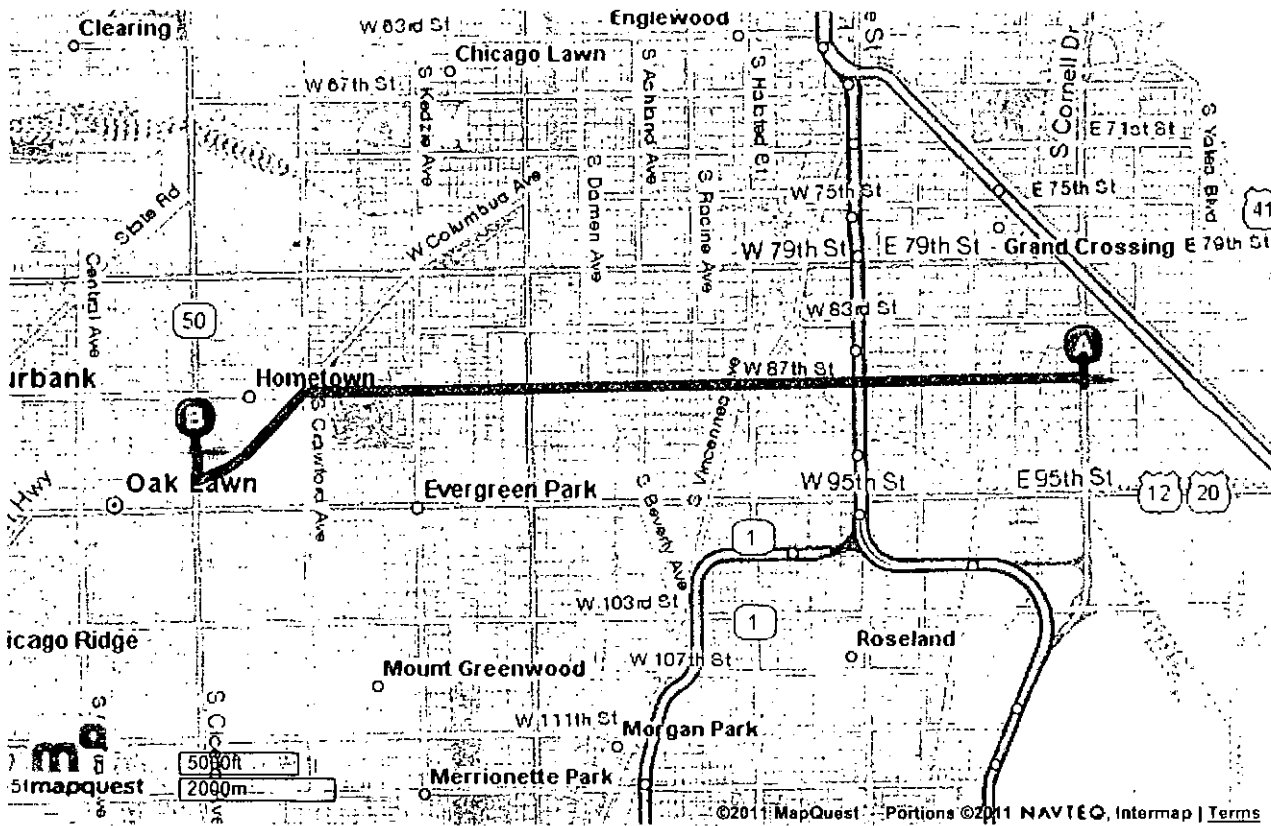 Clearing
W 63rd St
Englewood
Chicago Lawn
W 67th St
S Kedzie Ave
S Ashland Ave
S Halsted St
S Cornell Dr
E 71st St
S Yates Blvd
State Rd
W Columbus Ave
S Damen Ave
S Racine Ave
W 75th St
E 75th St
41
Central Ave
W 79th St
E 79th St
Grand Crossing
E 79th St
50
W 83rd St
A
urbank
Hometown
W 87th St
B
S Crawford Ave
S Vincennes Ave
Hwy
Oak Lawn
Evergreen Park
S Beverly Ave
W 95th St
E 95th St
12
20
1
W 103rd St
1
icago Ridge
Roseland
W 107th St
Mount Greenwood
W 111th St
Morgan Park
mq
mapquest
5000ft
2000m
Merrionette Park
©2011 MapQuest Portions ©2011 NAVTEQ, Intermap | Terms